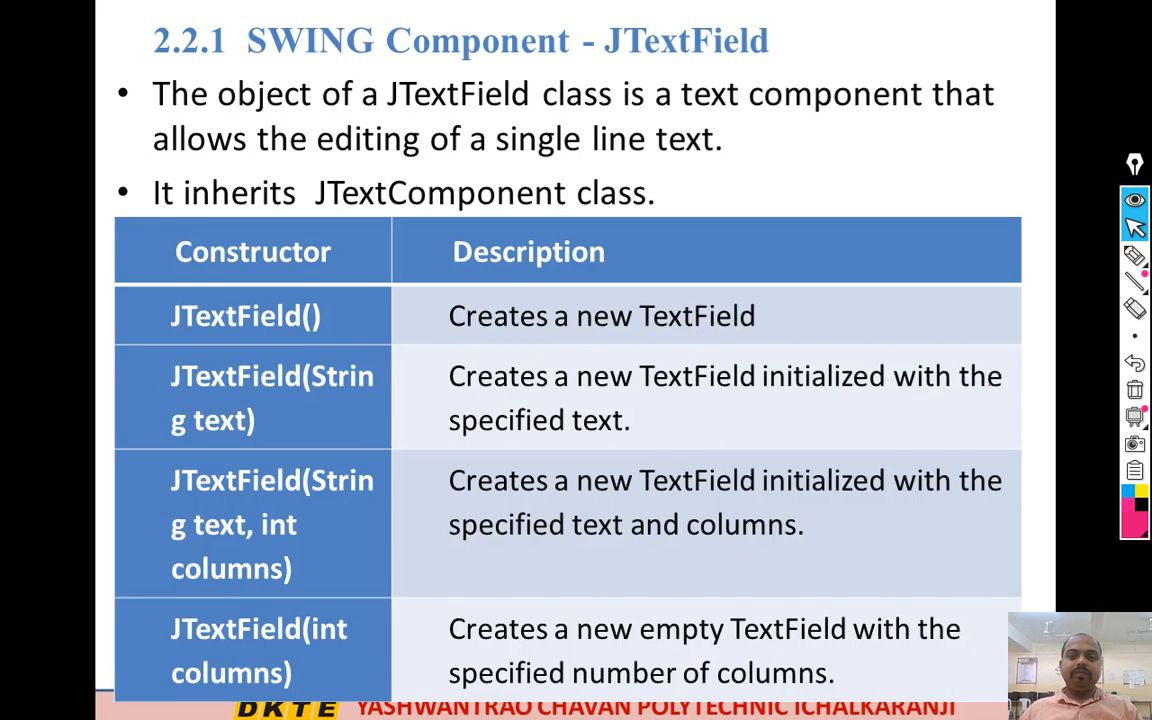 2.2.1 SWING Component - JTextField
• The object of a JTextField class is a text component that
allows the editing of a single line text.
• It inherits JTextComponent class.
Constructor Description
JTextField() Creates a new TextField
JTextField(Strin
g text)
Creates a new TextField initialized with the
specified text.
JTextField(Strin
g text, int
columns)
Creates a new TextField initialized with the
specified text and columns.
JTextField(int
columns)
Creates a new empty TextField with the
specified number of columns.
DKTE YASHWANTRAO CHAVAN POLYTECHNIC ICHALKARANJI